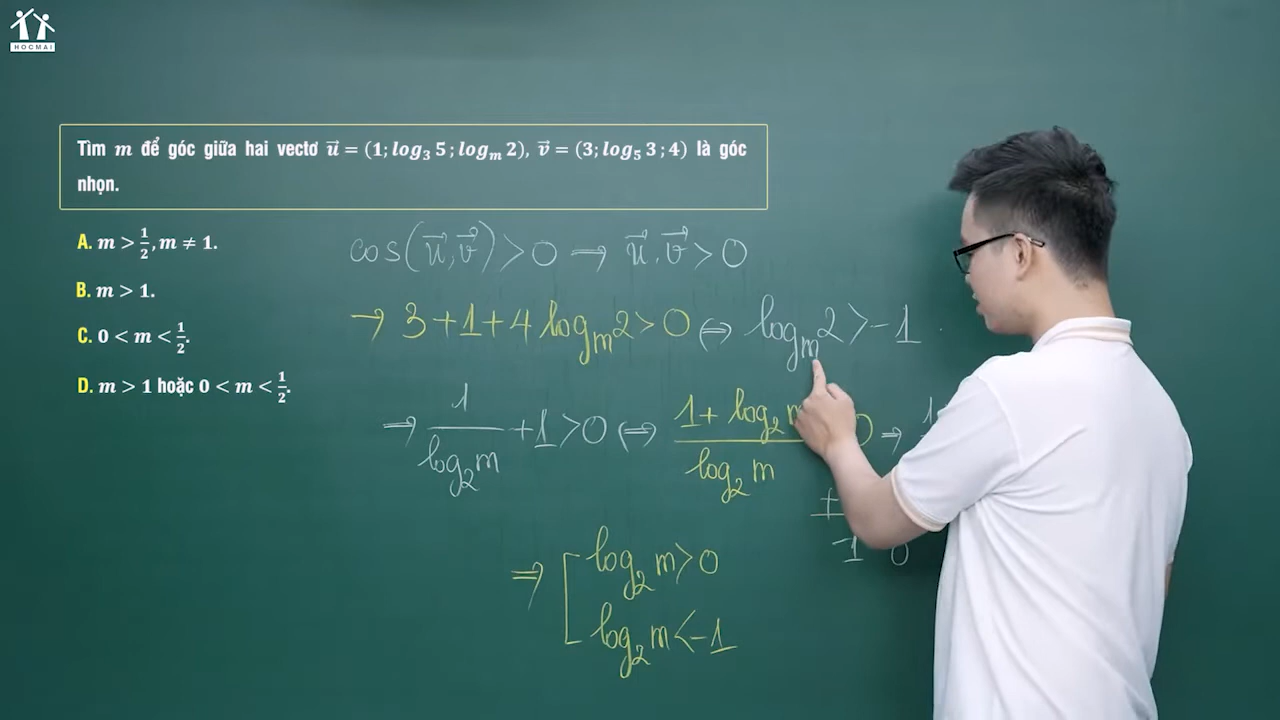 HOCMAI
Tìm m để góc giữa hai vectơ u⃗ = (1; log₃ 5 ; logₘ 2), v⃗ = (3; log₅ 3 ; 4) là góc
nhọn.
A. m > 1/2, m ≠ 1.
B. m > 1.
C. 0 < m < 1/2.
D. m > 1 hoặc 0 < m < 1/2.
cos(u⃗,v⃗) > 0 ⇒ u⃗.v⃗ > 0
→ 3+1+4 logₘ2 > 0 ⇔ logₘ2 > -1
⇒ 1/log₂m + 1 > 0 ⇔ (1 + log₂m)/log₂m 0 ⇒ 1
+
-1 0
⇒ [ log₂m > 0
log₂m < -1